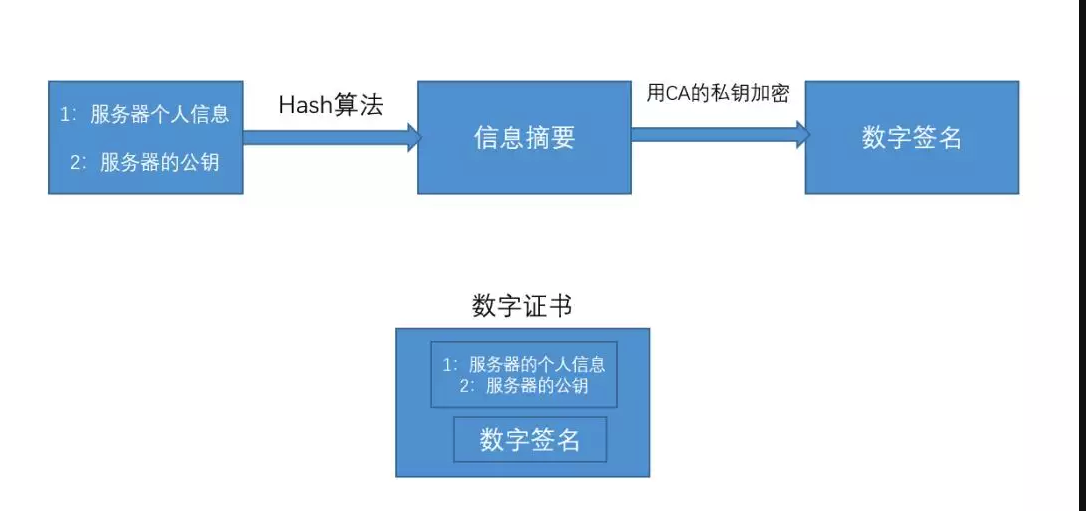 1：服务器个人信息
2：服务器的公钥
Hash算法
信息摘要
用CA的私钥加密
数字签名
数字证书
1：服务器的个人信息
2：服务器的公钥
数字签名